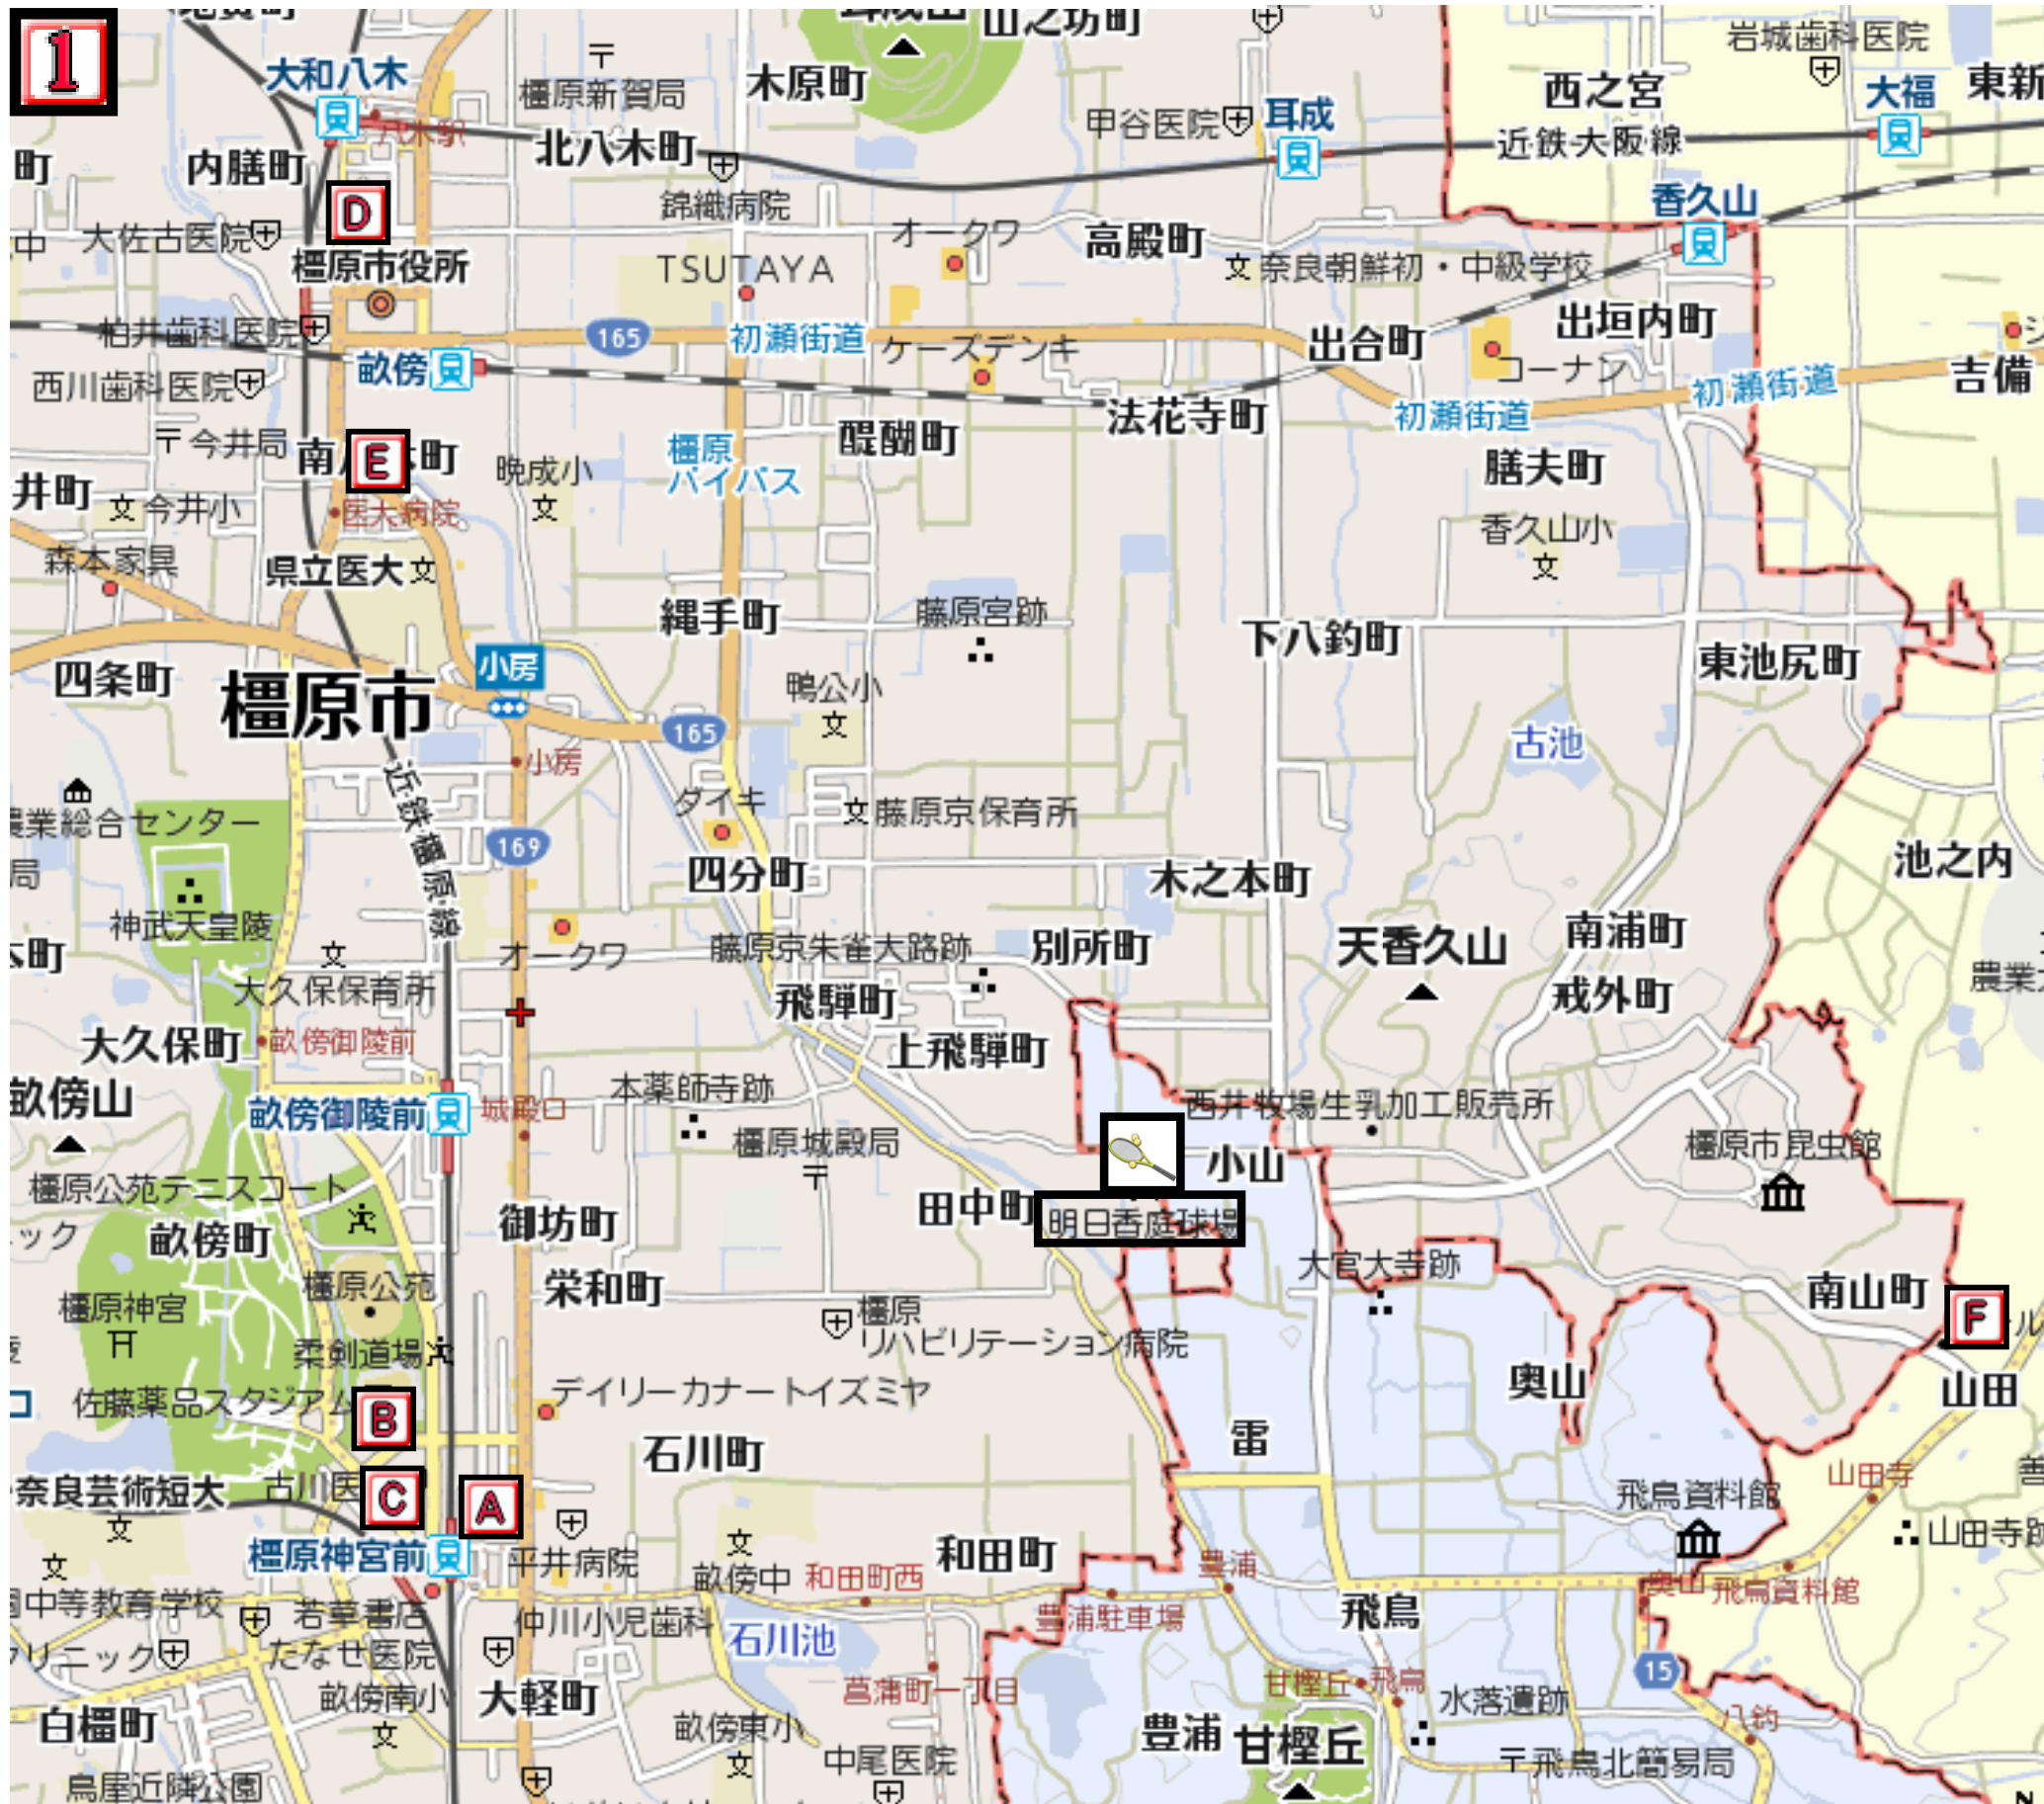 1
大和八木
八木駅
橿原新賀局
木原町
山之坊町
岩城歯科医院
西之宮
大福
東新
耳成
甲谷医院
北八木町
近鉄大阪線
町
内膳町
錦織病院
香久山
D
中
大佐古医院
オークワ
高殿町
橿原市役所
TSUTAYA
奈良朝鮮初・中級学校
柏井歯科医院
165
初瀬街道
ケーズデンキ
出合町
出垣内町
コーナン
畝傍
西川歯科医院
初瀬街道
吉備
法花寺町
初瀬街道
今井局
E
橿原
バイパス
醍醐町
膳夫町
井町
今井小
晩成小
医大病院
香久山小
森本家具
県立医大
縄手町
藤原宮跡
下八釣町
東池尻町
四条町
小房
橿原市
鴨公小
165
古池
小房
近鉄橿原線
ダイキ
藤原京保育所
農業総合センター
169
局
四分町
木之本町
池之内
神武天皇陵
南浦町
オークワ
藤原京朱雀大路跡
別所町
天香久山
大久保保育所
飛騨町
戒外町
大久保町
畝傍御陵前
上飛騨町
畝傍山
畝傍御陵前
城殿口
本薬師寺跡
西井牧場生乳加工販売所
橿原城殿局
小山
橿原市昆虫館
橿原公苑テニスコート
ック
畝傍町
御坊町
田中町
明日香庭球場
大官大寺跡
橿原公苑
栄和町
南山町
F
橿原神宮
橿原
リハビリテーション病院
柔剣道場
奥山
山田
佐藤薬品スタジアム
B
デイリーカナートイズミヤ
雷
石川町
奈良芸術短大
古川医
C
A
山田寺
飛鳥資料館
橿原神宮前
平井病院
畝傍中
和田町西
和田町
豊浦
山田寺跡
奥山
飛鳥資料館
中等教育学校
若草書店
仲川小児歯科
豊浦駐車場
飛鳥
クリニック
たなせ医院
石川池
15
畝傍南小
大軽町
菖蒲町一丁目
甘樫丘
飛鳥
水落遺跡
白橿町
畝傍東小
豊浦
甘樫丘
八釣
中尾医院
飛鳥北簡易局
鳥屋近隣公園